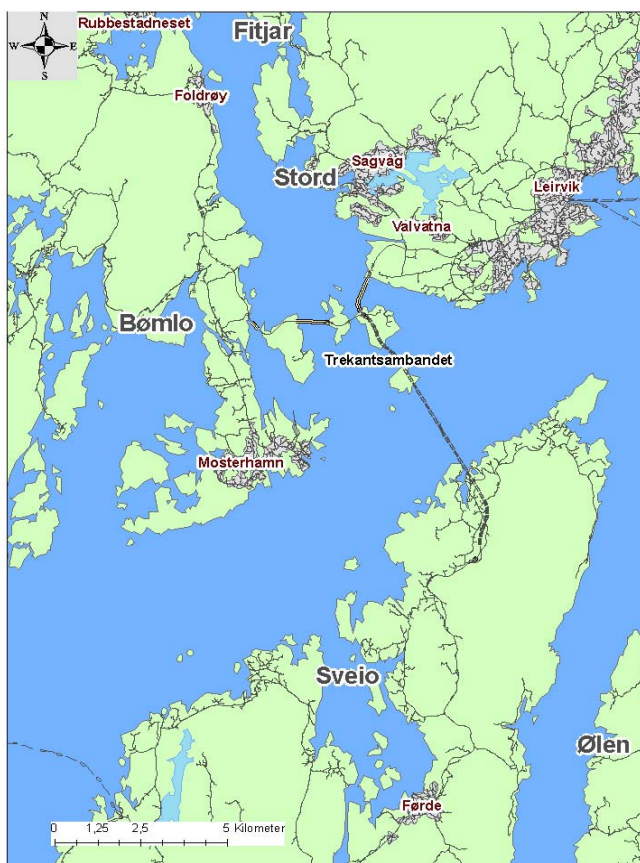 Rubbestadneset
Fitjar
N
W E
S
Foldrøy
Sagvåg
Stord
Leirvik
Valvatna
Bømlo
Trekantsambandet
Mosterhamn
Sveio
Ølen
Førde
0 1,25 2,5 5 Kilometer